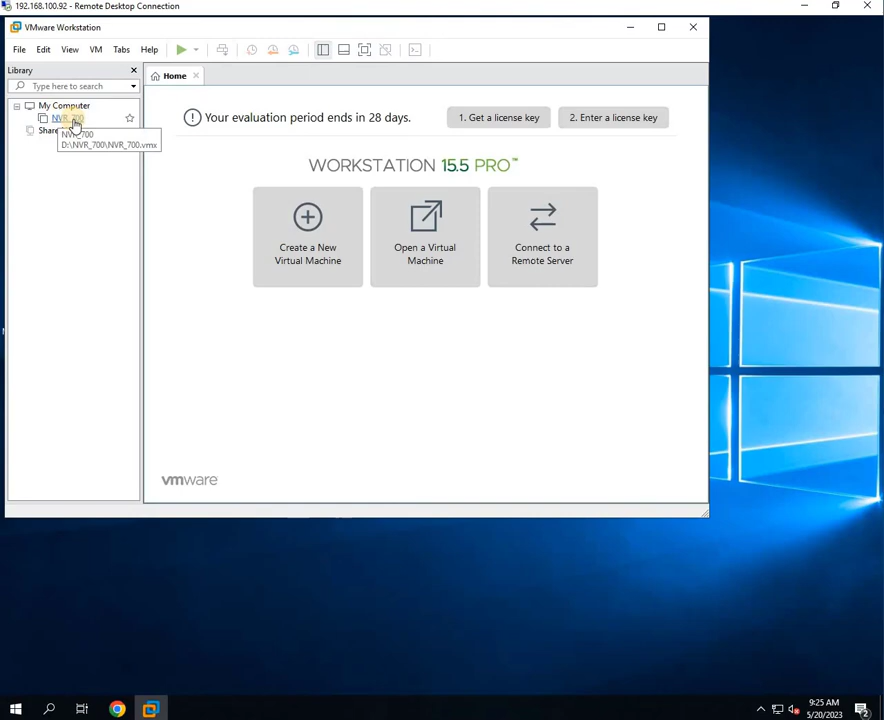 192.168.100.92 - Remote Desktop Connection
VMware Workstation
File Edit View VM Tabs Help
Library
Type here to search
My Computer
NVR_700
NVR_700
D:\NVR_700\NVR_700.vmx
Home
Your evaluation period ends in 28 days.
1. Get a license key
2. Enter a license key
WORKSTATION 15.5 PRO™
Create a New
Virtual Machine
Open a Virtual
Machine
Connect to a
Remote Server
vmware
9:25 AM
5/20/2023
2